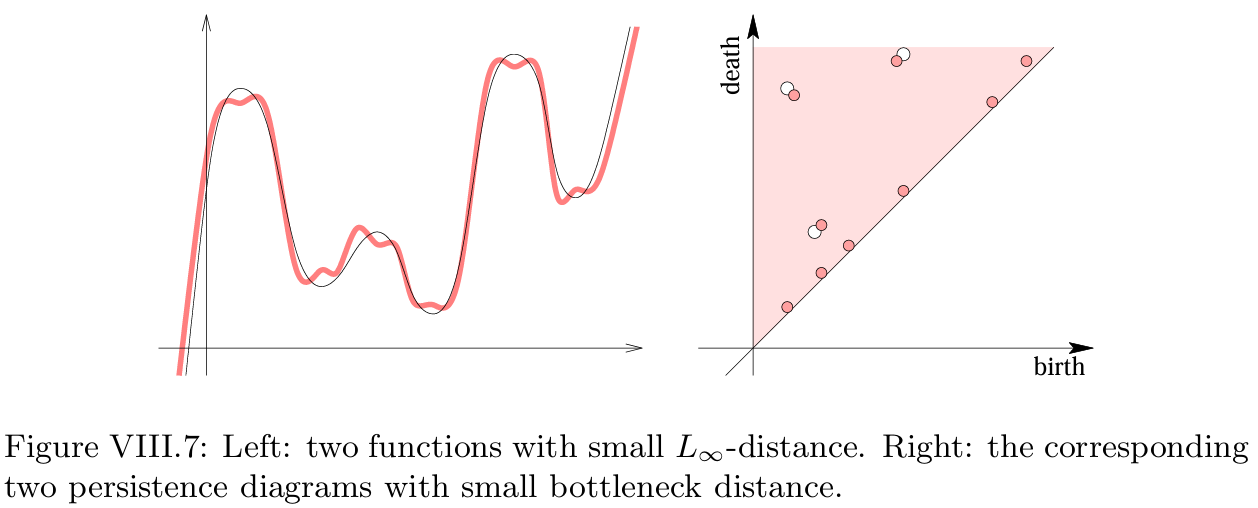 death
birth
Figure VIII.7: Left: two functions with small L∞-distance. Right: the corresponding
two persistence diagrams with small bottleneck distance.